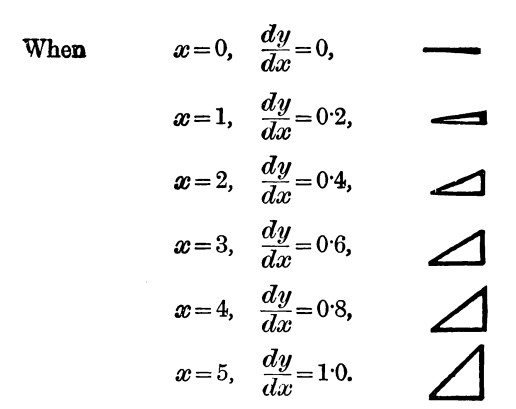 When x=0, dy/dx=0,
x=1, dy/dx=0·2,
x=2, dy/dx=0·4,
x=3, dy/dx=0·6,
x=4, dy/dx=0·8,
x=5, dy/dx=1·0.